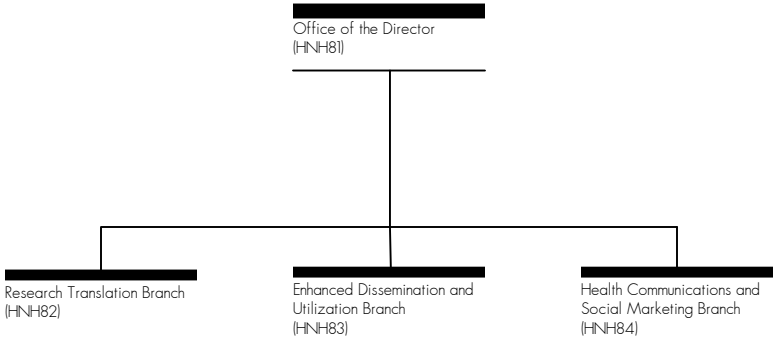 Office of the Director
(HNH81)
Research Translation Branch
(HNH82)
Enhanced Dissemination and
Utilization Branch
(HNH83)
Health Communications and
Social Marketing Branch
(HNH84)